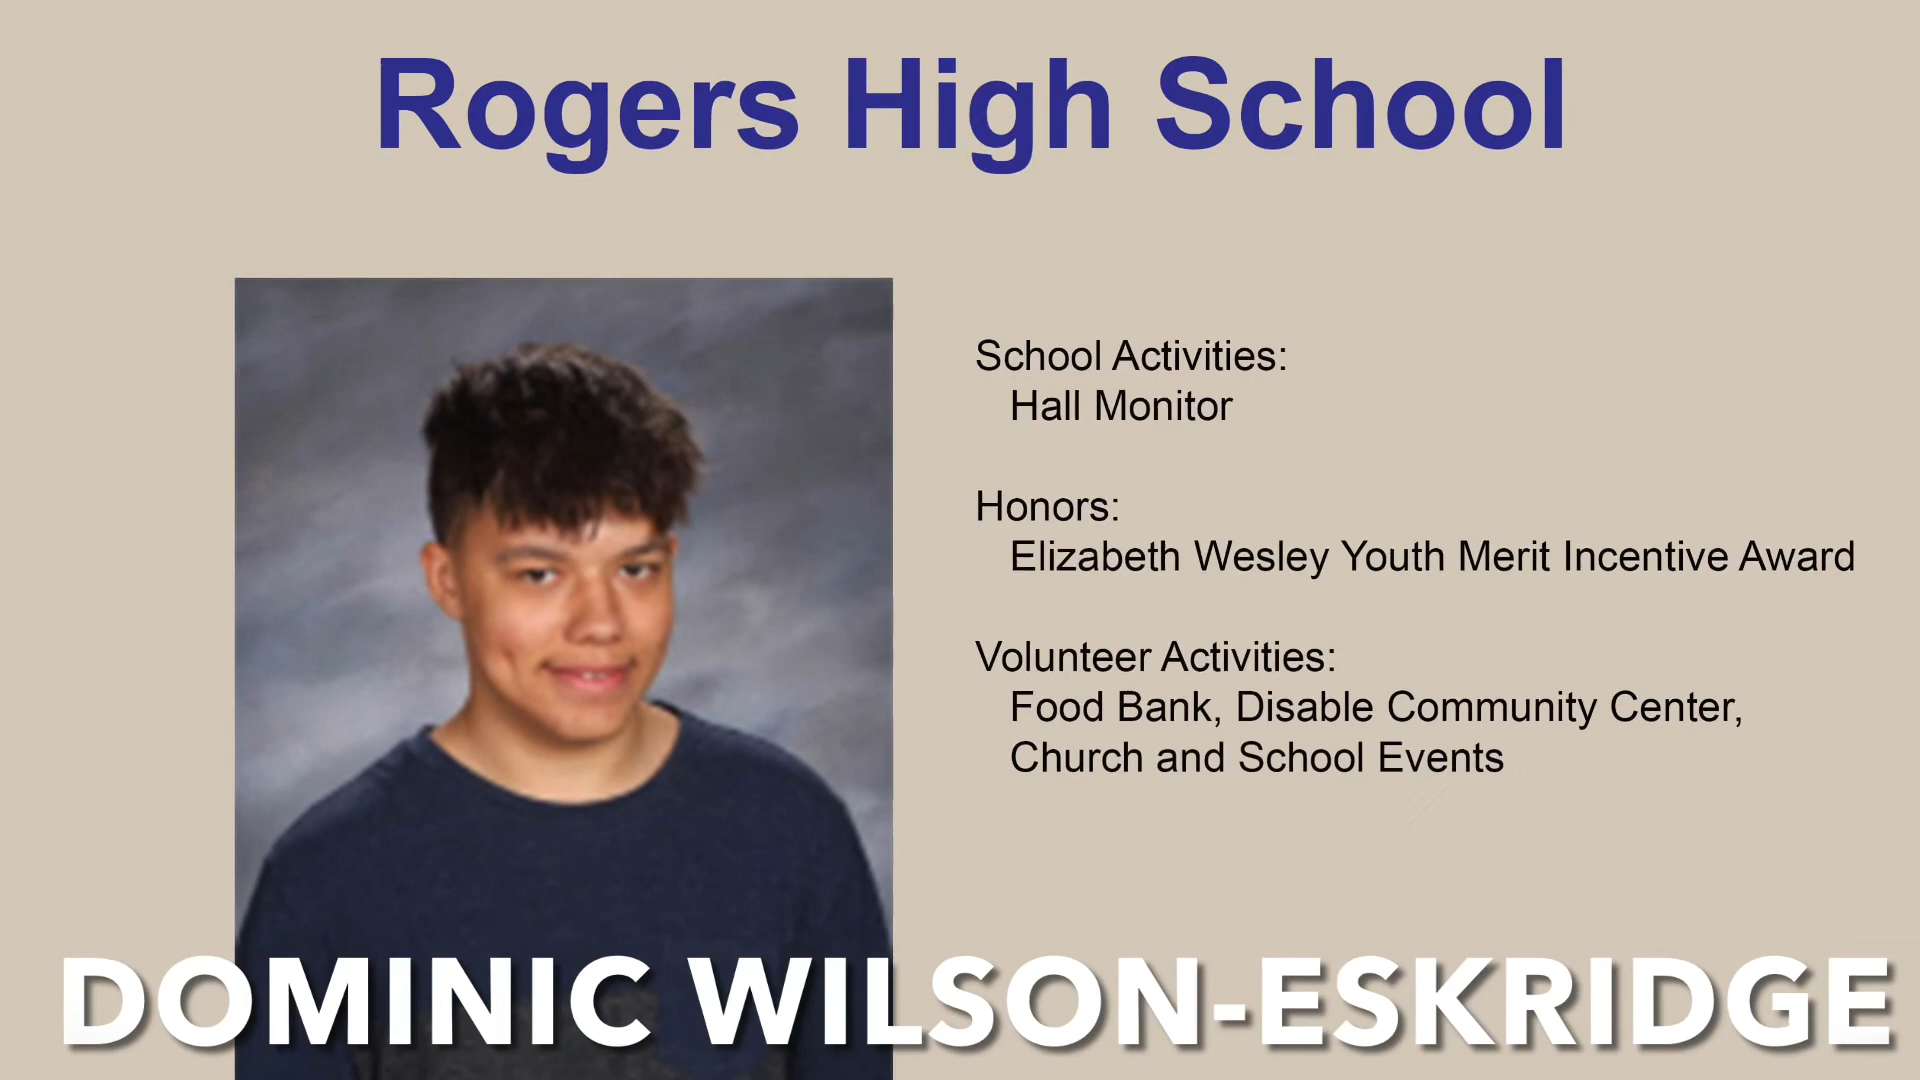 Rogers High School
School Activities:
Hall Monitor
Honors:
Elizabeth Wesley Youth Merit Incentive Award
Volunteer Activities:
Food Bank, Disable Community Center,
Church and School Events
DOMINIC WILSON-ESKRIDGE